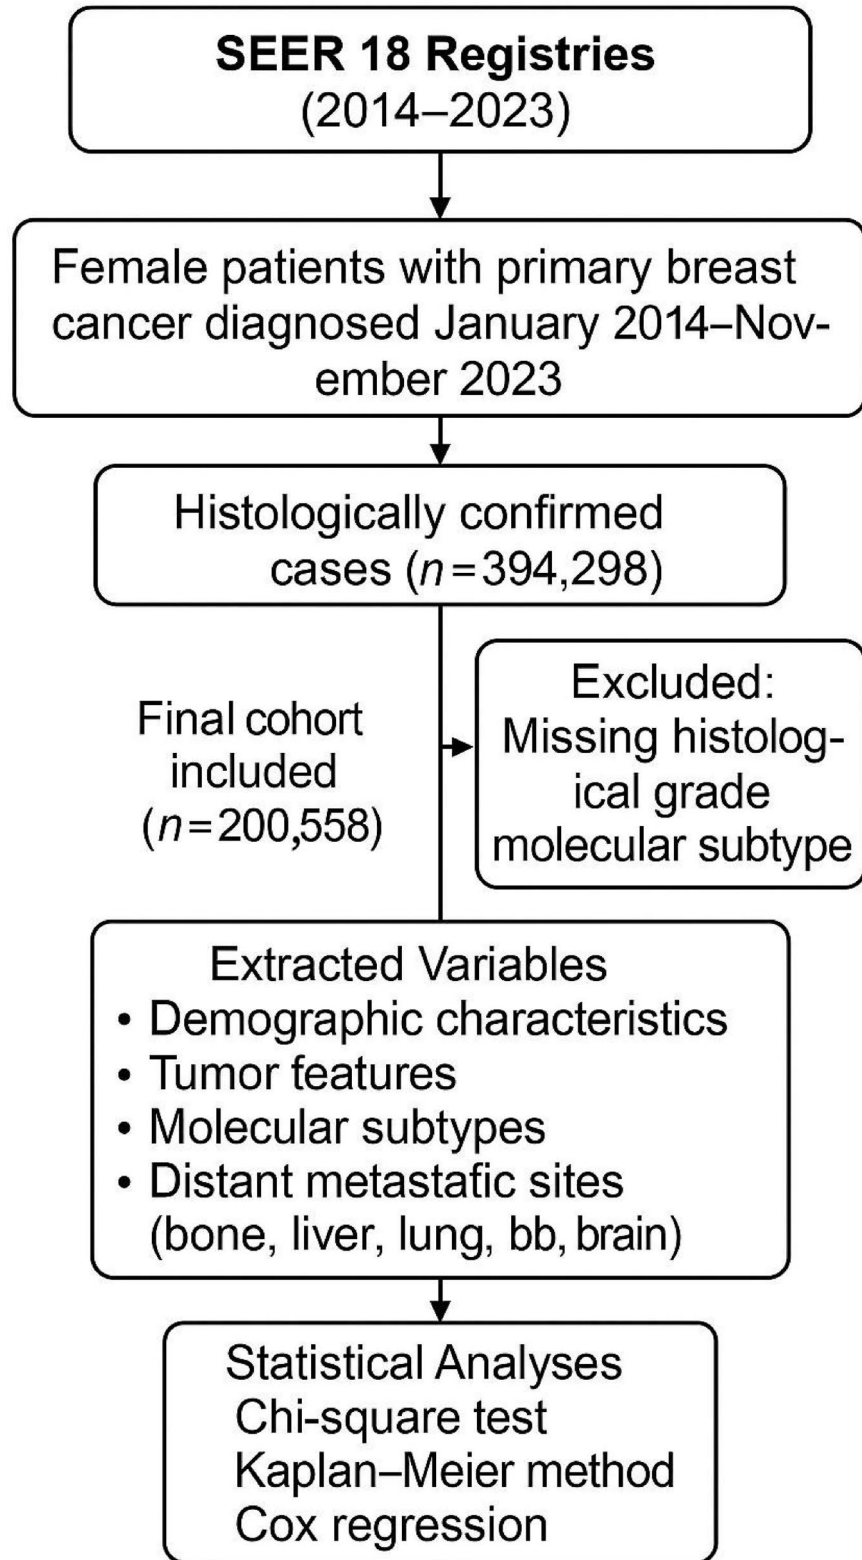 SEER 18 Registries
(2014–2023)
Female patients with primary breast
cancer diagnosed January 2014–Nov-
ember 2023
Histologically confirmed
cases (n=394,298)
Final cohort
included
(n=200,558)
Excluded:
Missing histolog-
ical grade
molecular subtype
Extracted Variables
• Demographic characteristics
• Tumor features
• Molecular subtypes
• Distant metastafic sites
(bone, liver, lung, bb, brain)
Statistical Analyses
Chi-square test
Kaplan–Meier method
Cox regression